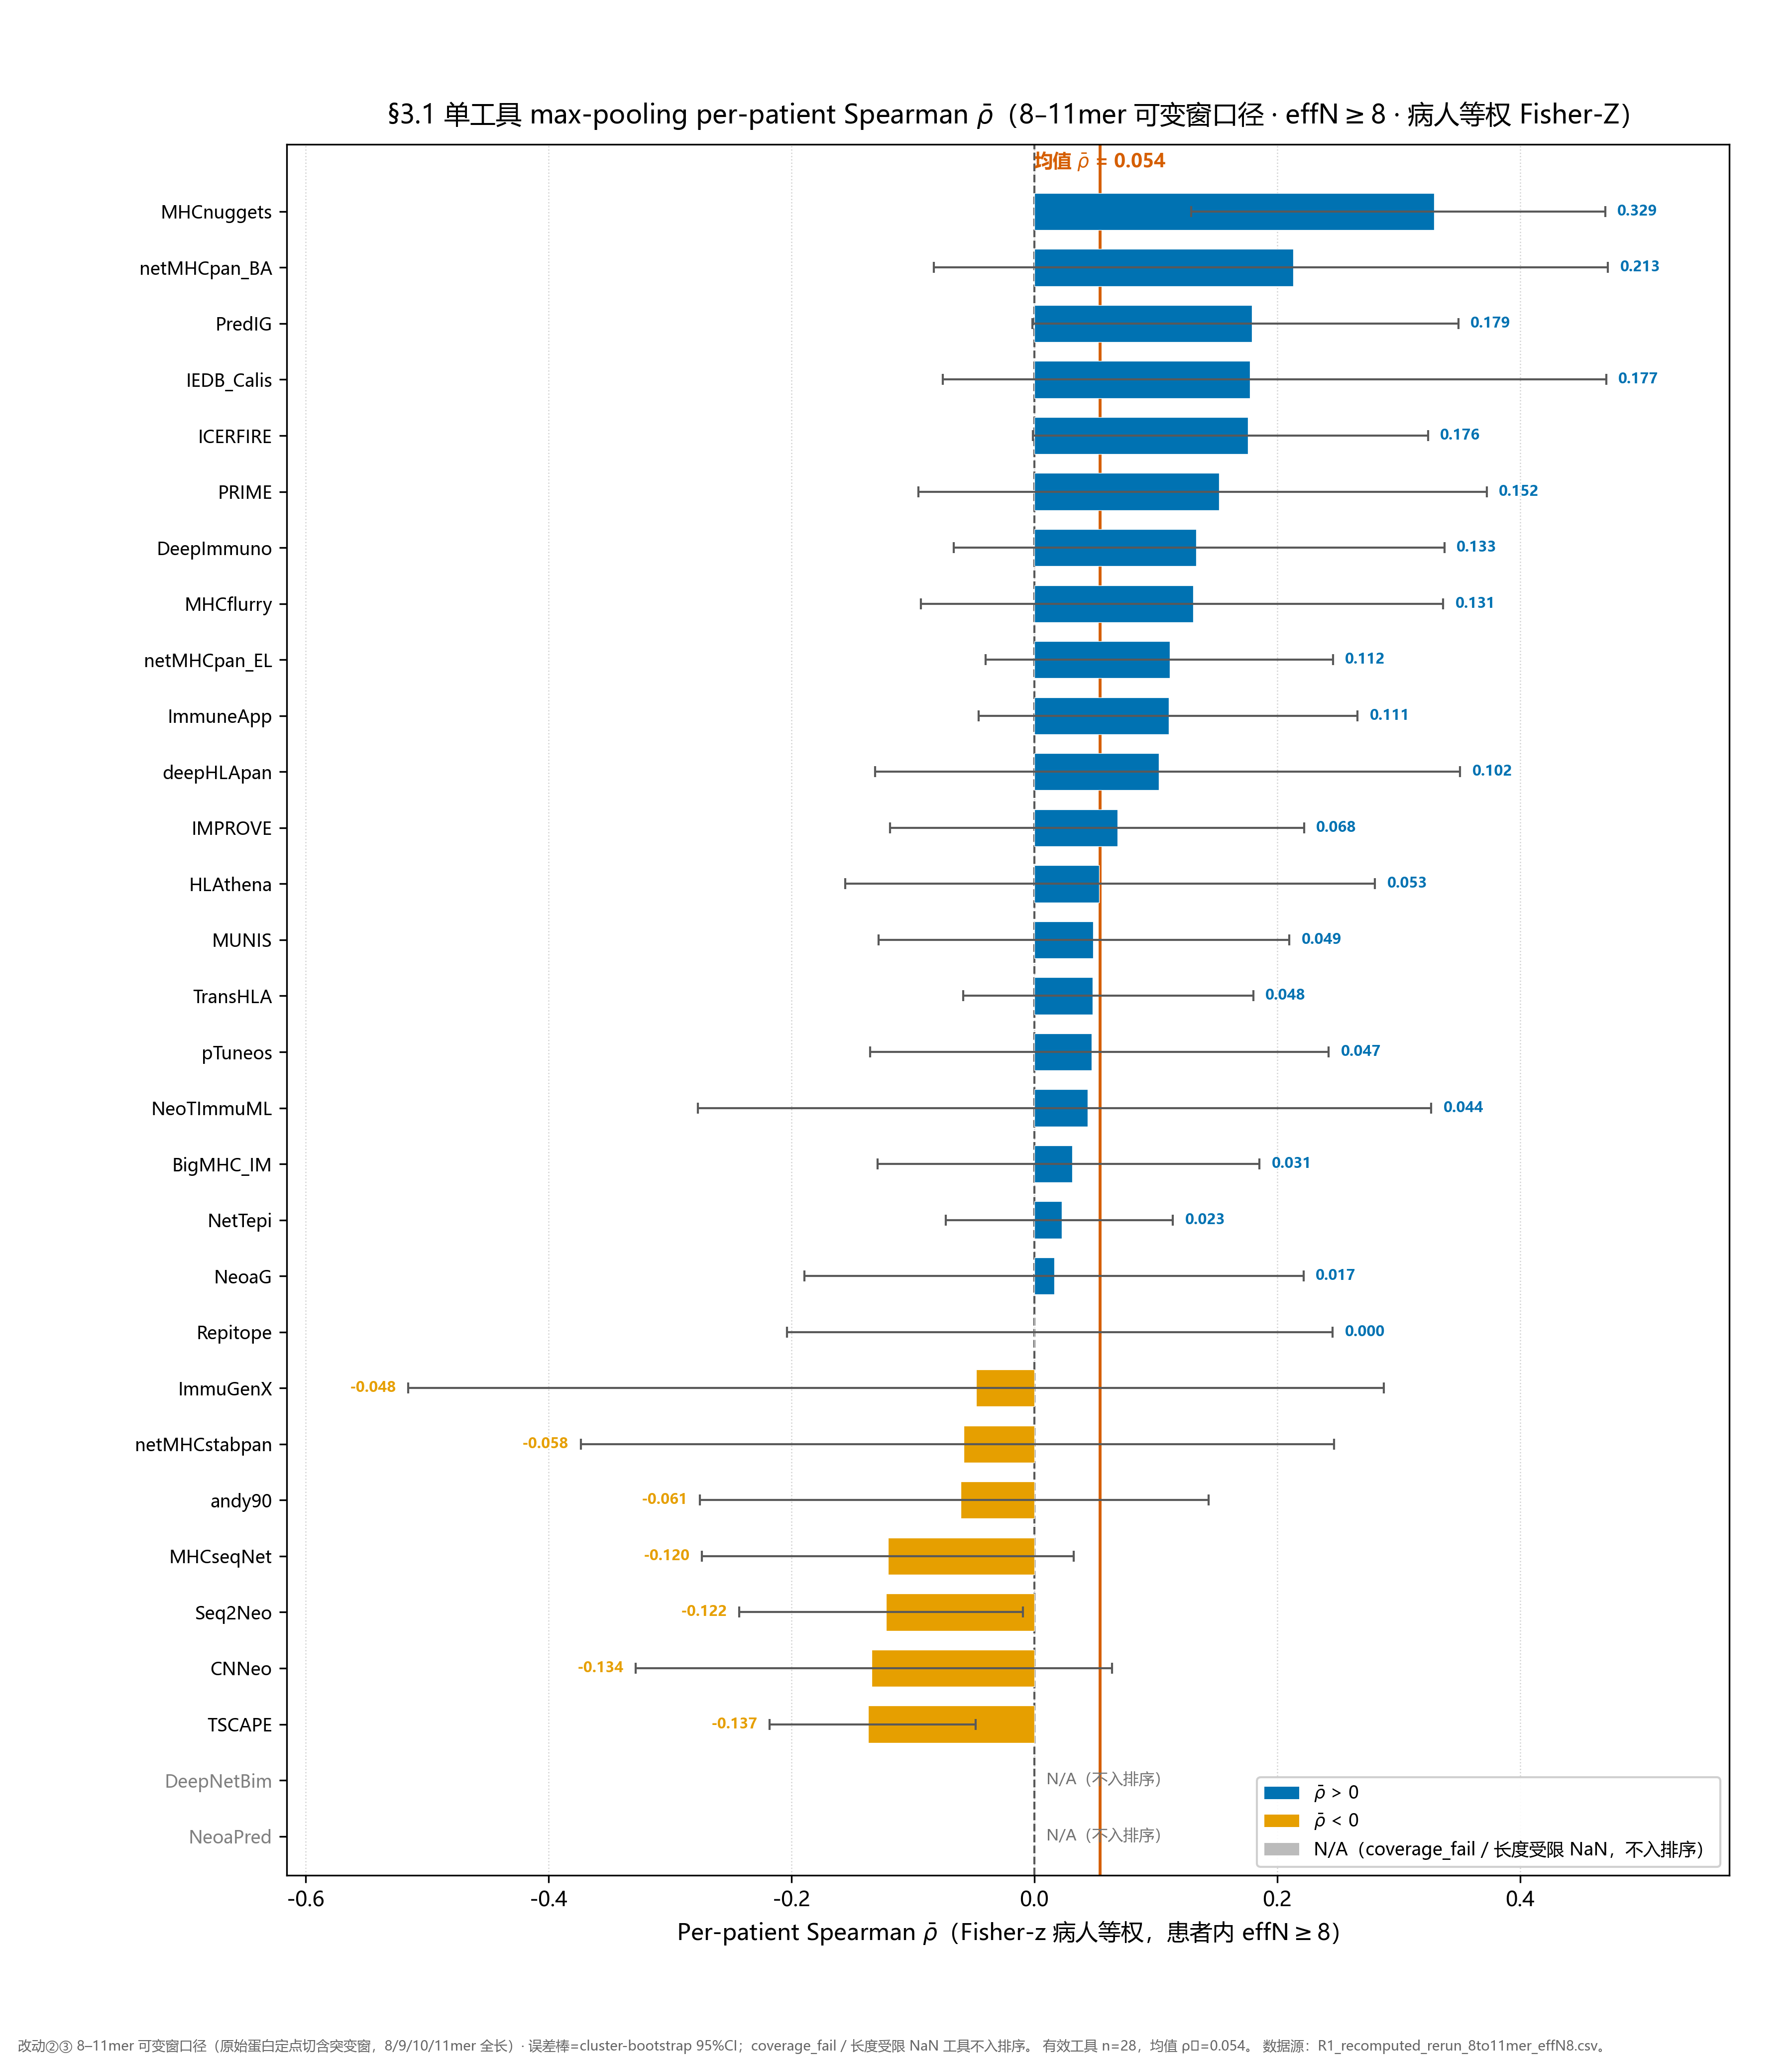 §3.1 单工具 max-pooling per-patient Spearman ρ̄（8–11mer 可变窗口径 · effN ≥ 8 · 病人等权 Fisher-Z）
均值 ρ̄ = 0.054
MHCnuggets 0.329
netMHCpan_BA 0.213
PredIG 0.179
IEDB_Calis 0.177
ICERFIRE 0.176
PRIME 0.152
DeepImmuno 0.133
MHCflurry 0.131
netMHCpan_EL 0.112
ImmuneApp 0.111
deepHLApan 0.102
IMPROVE 0.068
HLAthena 0.053
MUNIS 0.049
TransHLA 0.048
pTuneos 0.047
NeoTImmuML 0.044
BigMHC_IM 0.031
NetTepi 0.023
NeoaG 0.017
Repitope 0.000
ImmuGenX -0.048
netMHCstabpan -0.058
andy90 -0.061
MHCseqNet -0.120
Seq2Neo -0.122
CNNeo -0.134
TSCAPE -0.137
DeepNetBim N/A（不入排序）
NeoaPred N/A（不入排序）
ρ̄ > 0
ρ̄ < 0
N/A（coverage_fail / 长度受限 NaN，不入排序）
-0.6 -0.4 -0.2 0.0 0.2 0.4
Per-patient Spearman ρ̄（Fisher-z 病人等权，患者内 effN ≥ 8）
改动②③ 8–11mer 可变窗口径（原始蛋白定点切含突变窗，8/9/10/11mer 全长）· 误差棒=cluster-bootstrap 95%CI；coverage_fail / 长度受限 NaN 工具不入排序。 有效工具 n=28，均值 ρ▯=0.054。 数据源：R1_recomputed_rerun_8to11mer_effN8.csv。